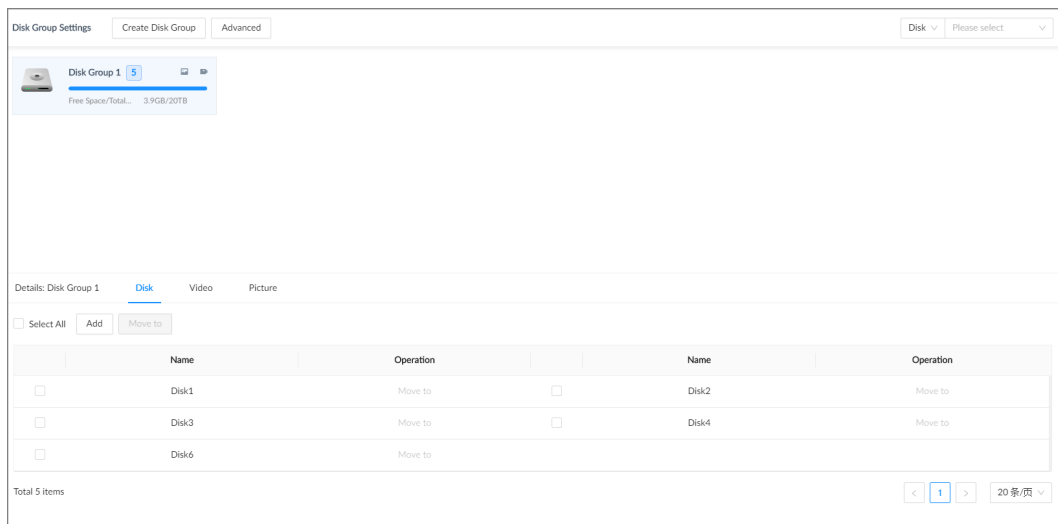 Disk Group Settings Create Disk Group Advanced Disk Please select
Disk Group 1 5
Free Space/Total... 3.9GB/20TB
Details: Disk Group 1 Disk Video Picture
Select All Add Move to
Name Operation Name Operation
Disk1 Move to Disk2 Move to
Disk3 Move to Disk4 Move to
Disk6 Move to
Total 5 items < 1 > 20 条/页